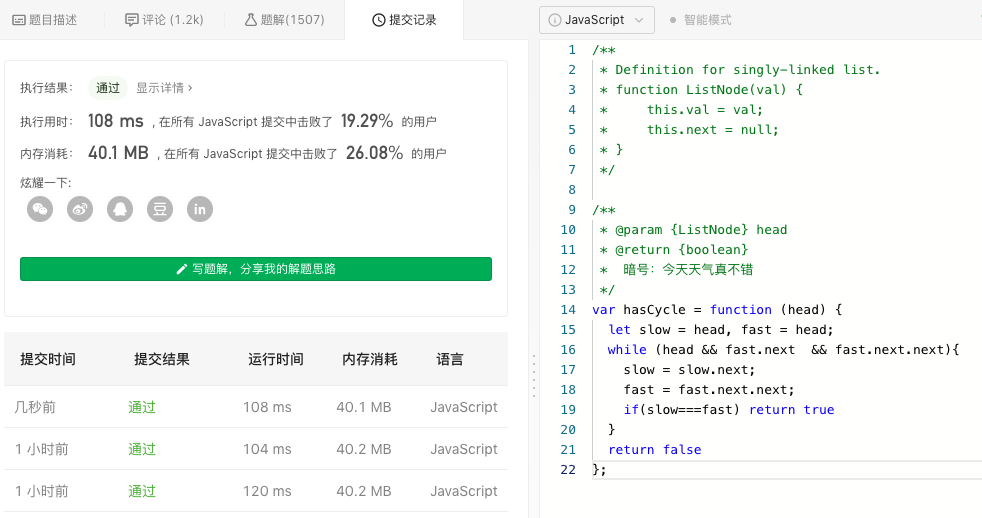 题目描述 评论 (1.2k) 题解(1507) 提交记录
执行结果： 通过 显示详情 ›
执行用时： 108 ms , 在所有 JavaScript 提交中击败了 19.29% 的用户
内存消耗： 40.1 MB , 在所有 JavaScript 提交中击败了 26.08% 的用户
炫耀一下:
豆 in
写题解，分享我的解题思路
提交时间 提交结果 运行时间 内存消耗 语言
几秒前 通过 108 ms 40.1 MB JavaScript
1 小时前 通过 104 ms 40.2 MB JavaScript
1 小时前 通过 120 ms 40.2 MB JavaScript
JavaScript 智能模式
1 /**
2  * Definition for singly-linked list.
3  * function ListNode(val) {
4  *     this.val = val;
5  *     this.next = null;
6  * }
7  */
8
9 /**
10  * @param {ListNode} head
11  * @return {boolean}
12  *  暗号：今天天气真不错
13  */
14 var hasCycle = function (head) {
15   let slow = head, fast = head;
16   while (head && fast.next  && fast.next.next){
17     slow = slow.next;
18     fast = fast.next.next;
19     if(slow===fast) return true
20   }
21   return false
22 };